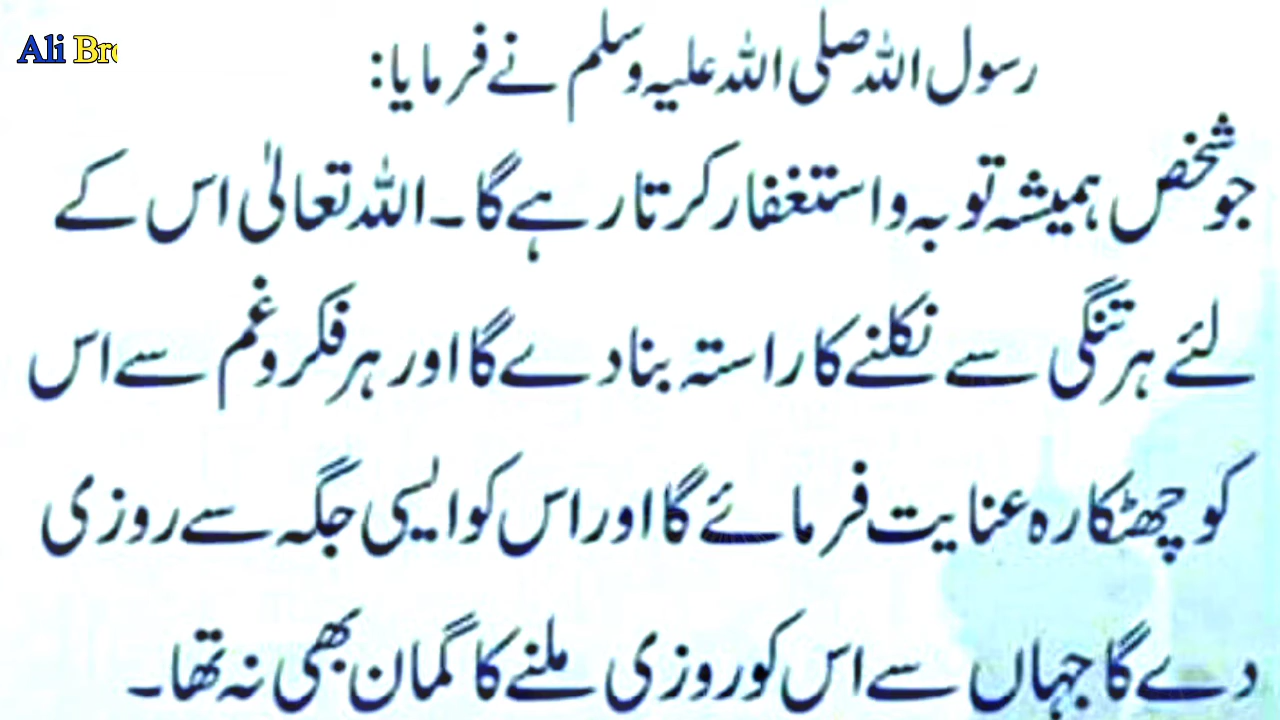 Ali Bro
رسول اللہ صلی اللہ علیہ وسلم نے فرمایا:
جو شخص ہمیشہ توبہ و استغفار کرتا رہے گا۔ اللہ تعالیٰ اس کے
لئے ہر تنگی سے نکلنے کا راستہ بنا دے گا اور ہر فکر و غم سے اس
کو چھٹکارہ عنایت فرمائے گا اور اس کو ایسی جگہ سے روزی
دے گا جہاں سے اس کو روزی ملنے کا گمان بھی نہ تھا۔